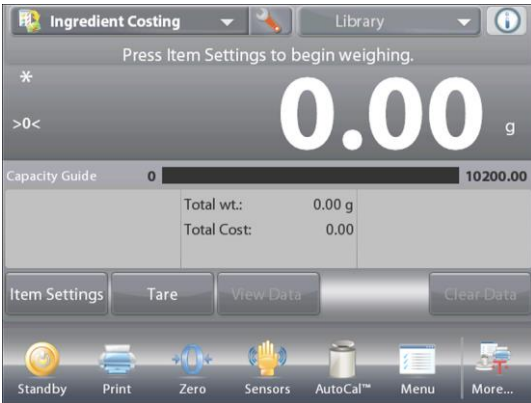 Ingredient Costing Library
Press Item Settings to begin weighing.
*
>0<
0.00 g
Capacity Guide 0 10200.00
Total wt.: 0.00 g
Total Cost: 0.00
Item Settings Tare View Data Clear Data
Standby Print Zero Sensors AutoCal™ Menu More...